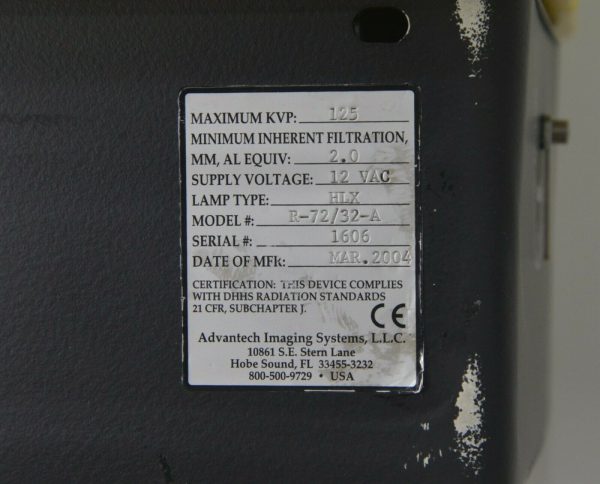 MAXIMUM KVP: 125
MINIMUM INHERENT FILTRATION,
MM, AL EQUIV: 2.0
SUPPLY VOLTAGE: 12 VAC
LAMP TYPE: HLX
MODEL #: R-72/32-A
SERIAL #: 1606
DATE OF MFR: MAR.2004
CERTIFICATION: THIS DEVICE COMPLIES
WITH DHHS RADIATION STANDARDS
21 CFR, SUBCHAPTER J.
CE
Advantech Imaging Systems, L.L.C.
10861 S.E. Stern Lane
Hobe Sound, FL 33455-3232
800-500-9729 • USA